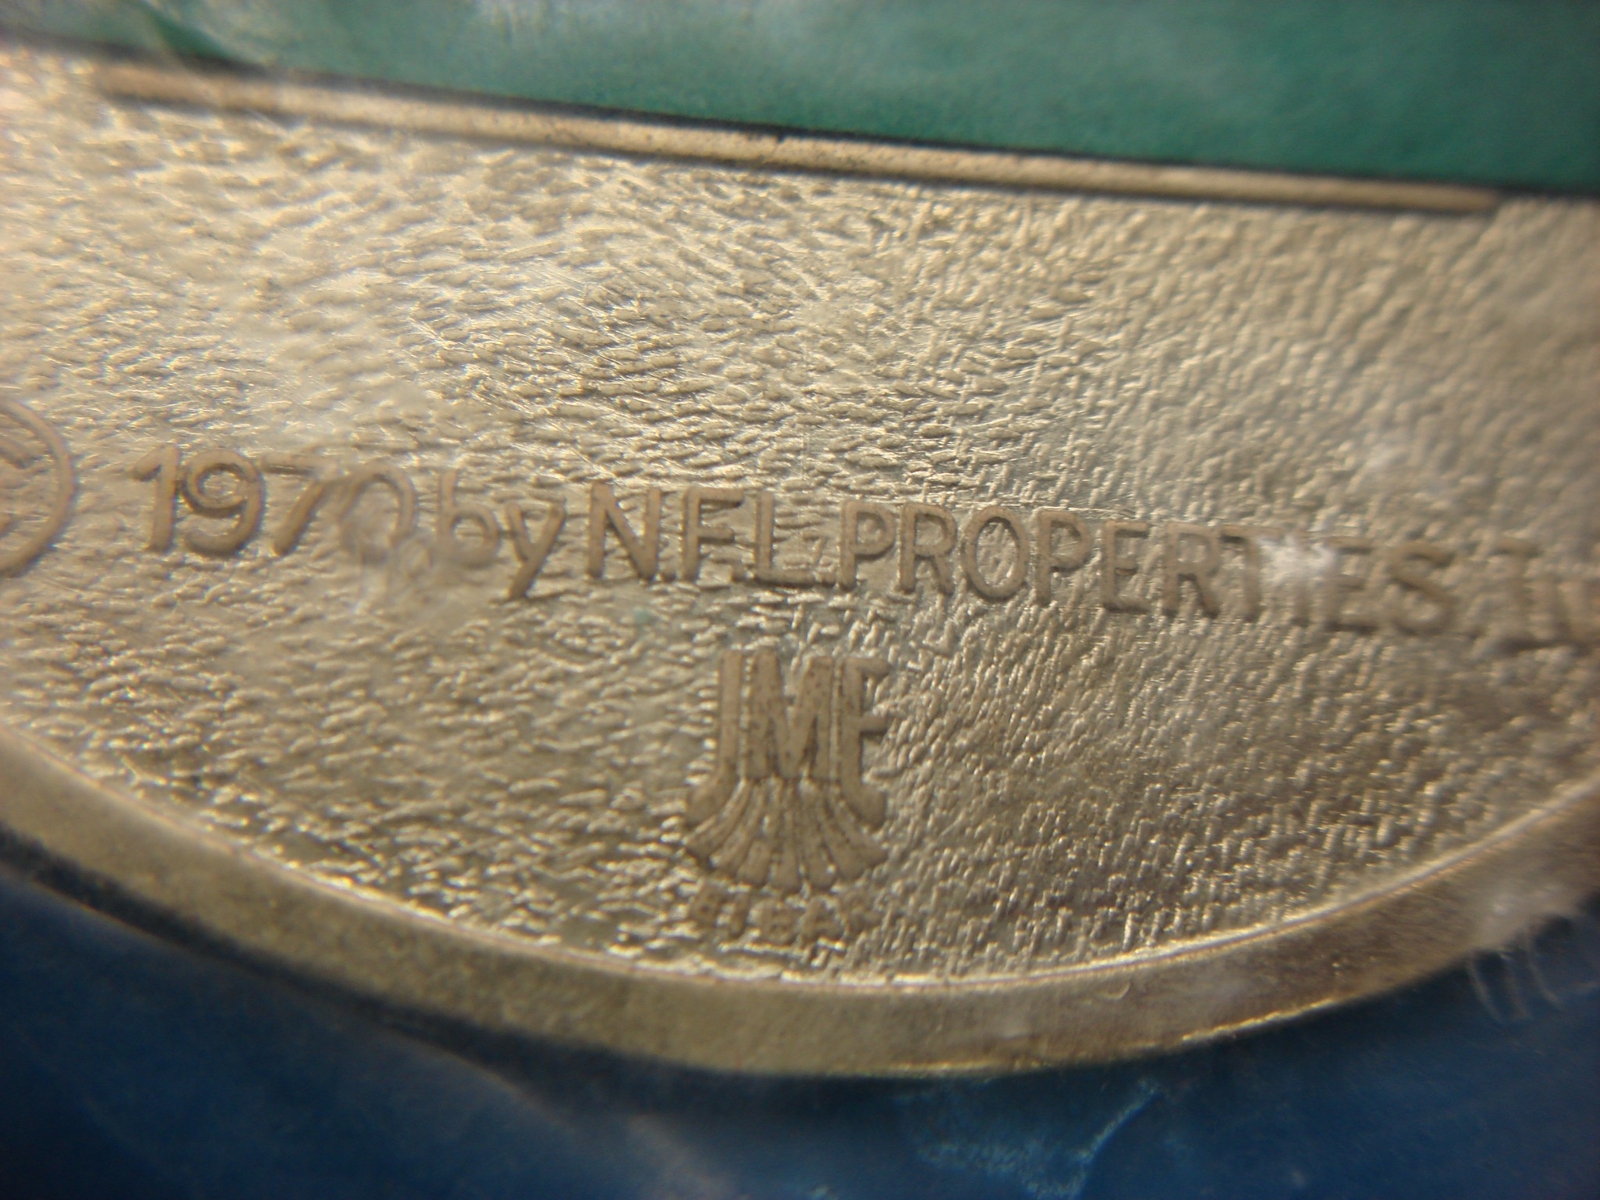 © 1970 by N.F.L. PROPERTIES.
JMF